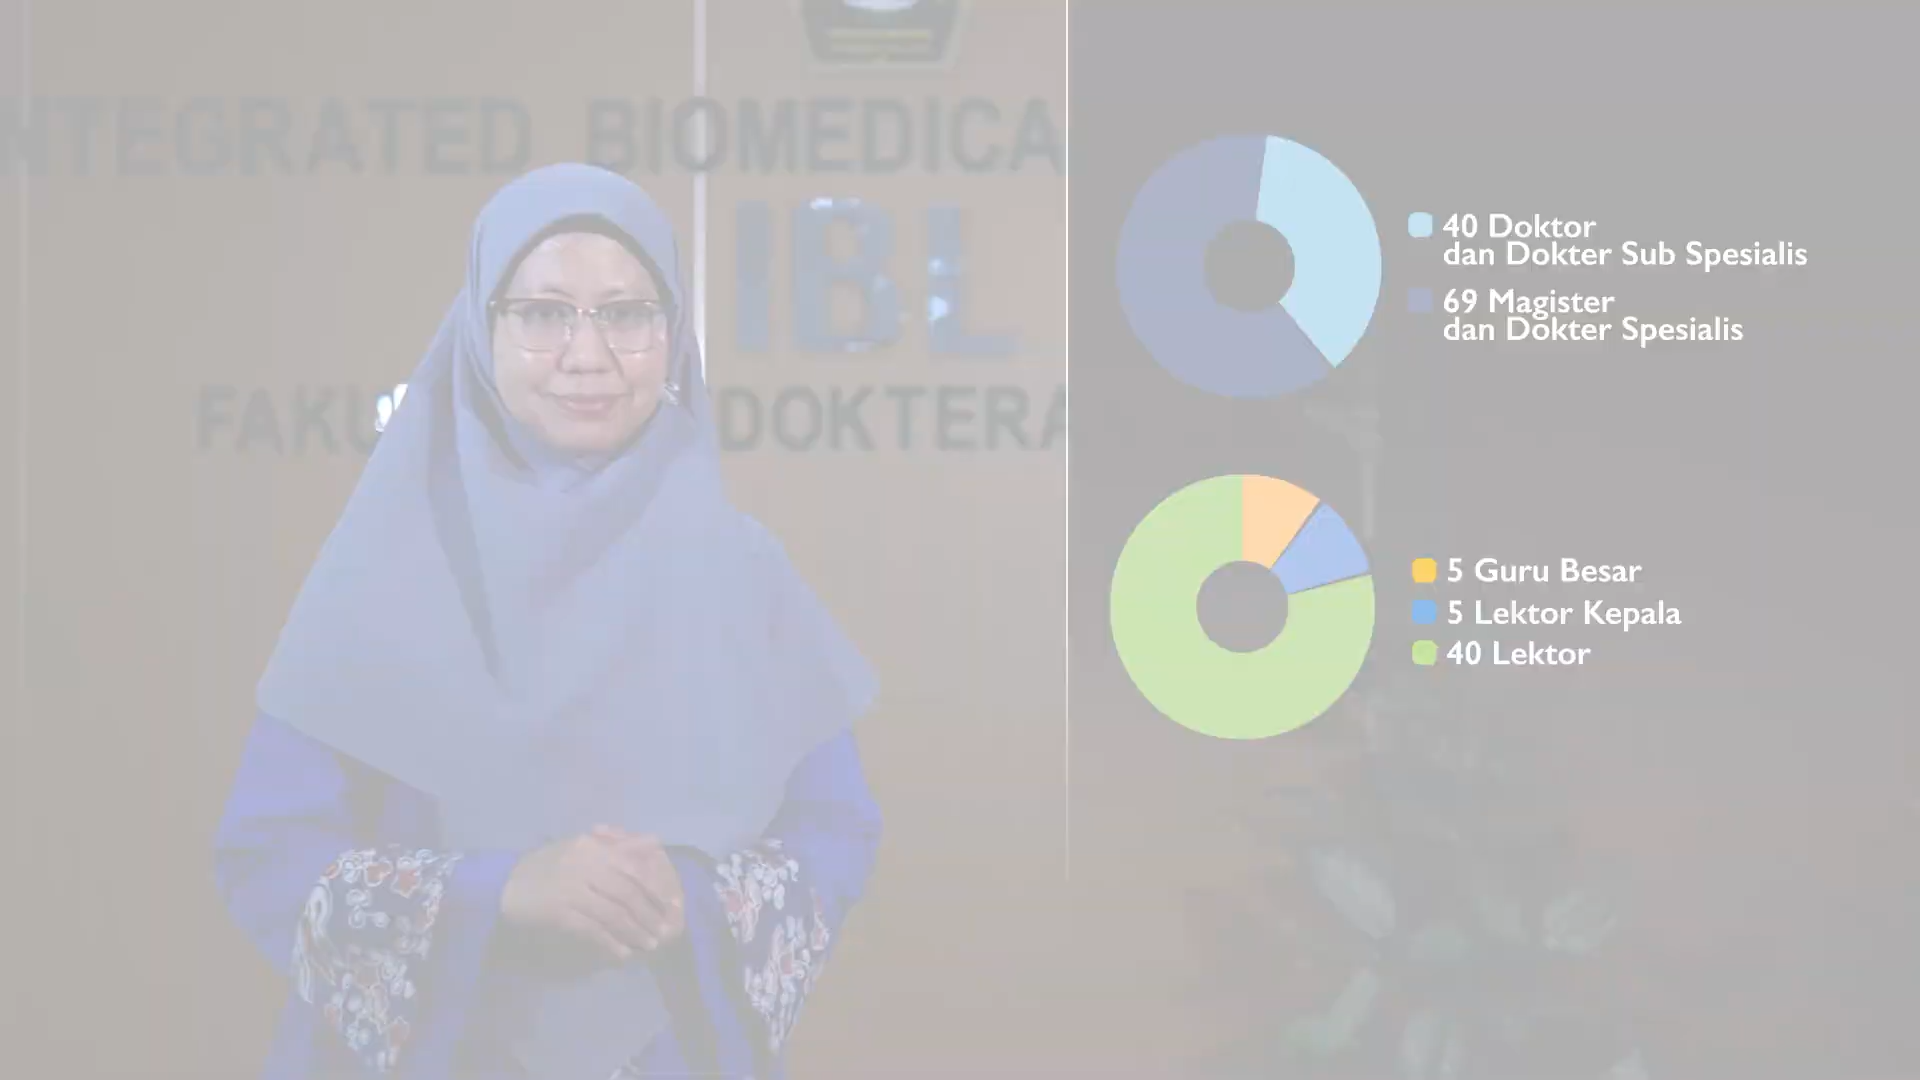 INTEGRATED BIOMEDICA
IBL
FAKU DOKTERA
40 Doktor
dan Dokter Sub Spesialis
69 Magister
dan Dokter Spesialis
5 Guru Besar
5 Lektor Kepala
40 Lektor